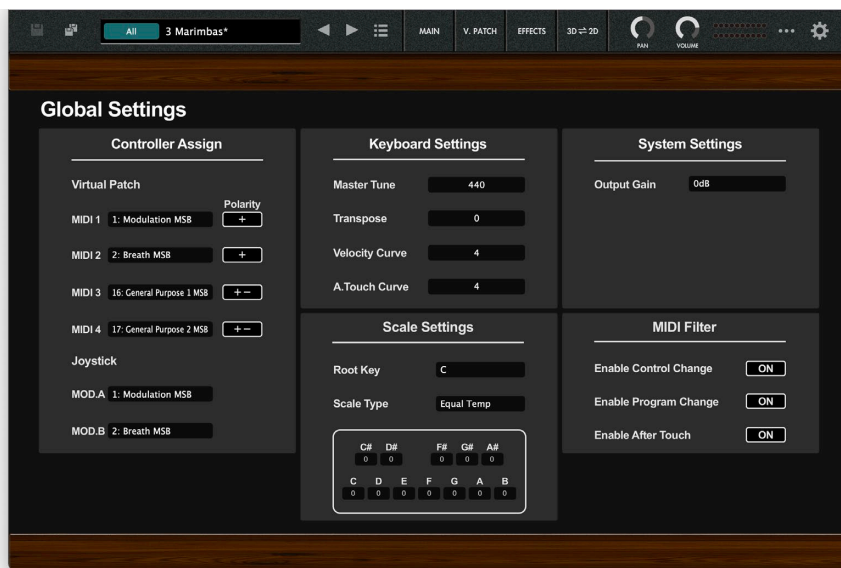 All 3 Marimbas*
MAIN V. PATCH EFFECTS 3D⇌2D PAN VOLUME
Global Settings
Controller Assign
Virtual Patch
Polarity
MIDI 1 1: Modulation MSB +
MIDI 2 2: Breath MSB +
MIDI 3 16: General Purpose 1 MSB +−
MIDI 4 17: General Purpose 2 MSB +−
Joystick
MOD.A 1: Modulation MSB
MOD.B 2: Breath MSB
Keyboard Settings
Master Tune 440
Transpose 0
Velocity Curve 4
A.Touch Curve 4
Scale Settings
Root Key C
Scale Type Equal Temp
C# D# F# G# A#
0 0 0 0 0
C D E F G A B
0 0 0 0 0 0 0
System Settings
Output Gain 0dB
MIDI Filter
Enable Control Change ON
Enable Program Change ON
Enable After Touch ON